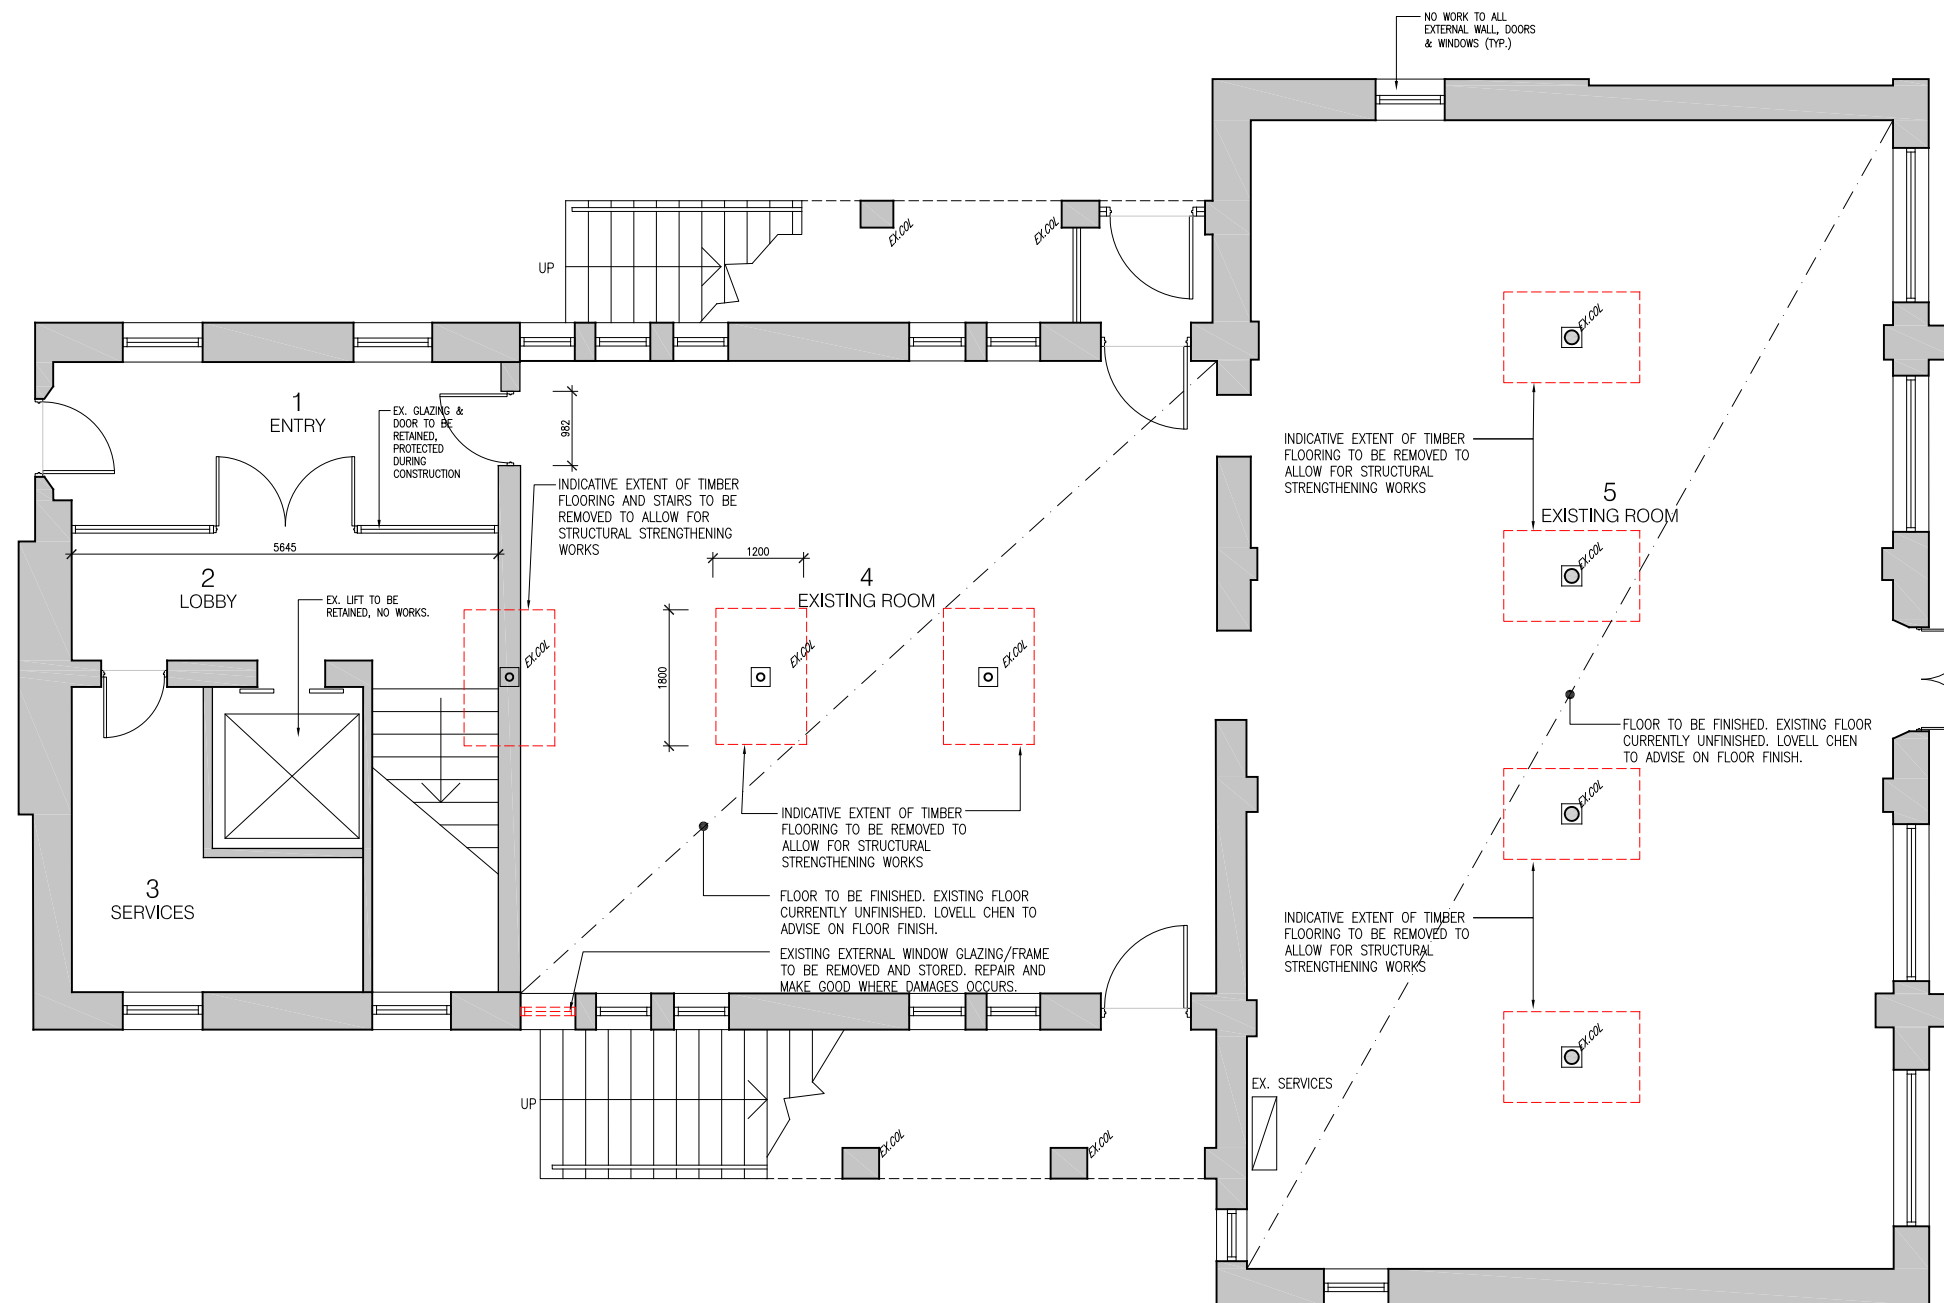 NO WORK TO ALL
EXTERNAL WALL, DOORS
& WINDOWS (TYP.)
EX.COL
EX.COL
UP
EX.COL
1
ENTRY
EX. GLAZING &
DOOR TO BE
RETAINED,
PROTECTED
DURING
CONSTRUCTION
982
INDICATIVE EXTENT OF TIMBER
FLOORING AND STAIRS TO BE
REMOVED TO ALLOW FOR
STRUCTURAL STRENGTHENING
WORKS
INDICATIVE EXTENT OF TIMBER
FLOORING TO BE REMOVED TO
ALLOW FOR STRUCTURAL
STRENGTHENING WORKS
5
EXISTING ROOM
5645
1200
2
LOBBY
4
EXISTING ROOM
EX.COL
EX. LIFT TO BE
RETAINED, NO WORKS.
EX.COL
EX.COL
EX.COL
1800
FLOOR TO BE FINISHED. EXISTING FLOOR
CURRENTLY UNFINISHED. LOVELL CHEN
TO ADVISE ON FLOOR FINISH.
EX.COL
INDICATIVE EXTENT OF TIMBER
FLOORING TO BE REMOVED TO
ALLOW FOR STRUCTURAL
STRENGTHENING WORKS
3
SERVICES
FLOOR TO BE FINISHED. EXISTING FLOOR
CURRENTLY UNFINISHED. LOVELL CHEN TO
ADVISE ON FLOOR FINISH.
INDICATIVE EXTENT OF TIMBER
FLOORING TO BE REMOVED TO
ALLOW FOR STRUCTURAL
STRENGTHENING WORKS
EXISTING EXTERNAL WINDOW GLAZING/FRAME
TO BE REMOVED AND STORED. REPAIR AND
MAKE GOOD WHERE DAMAGES OCCURS.
EX.COL
EX. SERVICES
UP
EX.COL
EX.COL